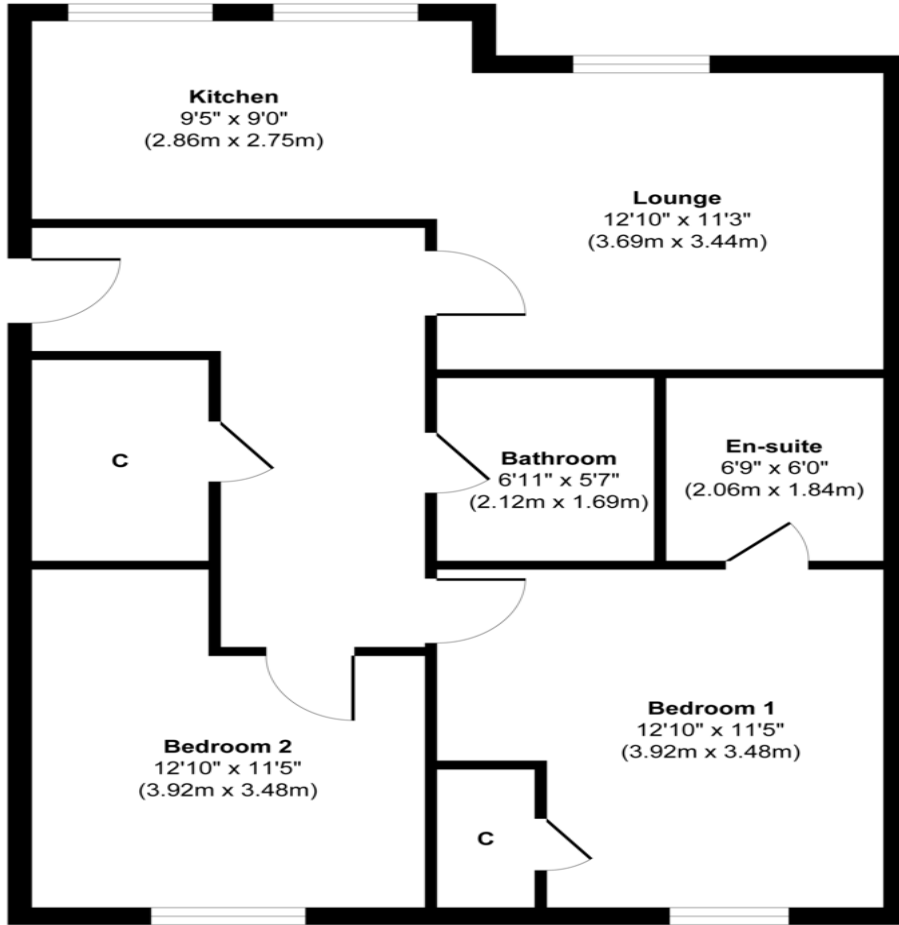 Kitchen
9'5" x 9'0"
(2.86m x 2.75m)
Lounge
12'10" x 11'3"
(3.69m x 3.44m)
C
Bathroom
6'11" x 5'7"
(2.12m x 1.69m)
En-suite
6'9" x 6'0"
(2.06m x 1.84m)
Bedroom 1
12'10" x 11'5"
(3.92m x 3.48m)
Bedroom 2
12'10" x 11'5"
(3.92m x 3.48m)
C